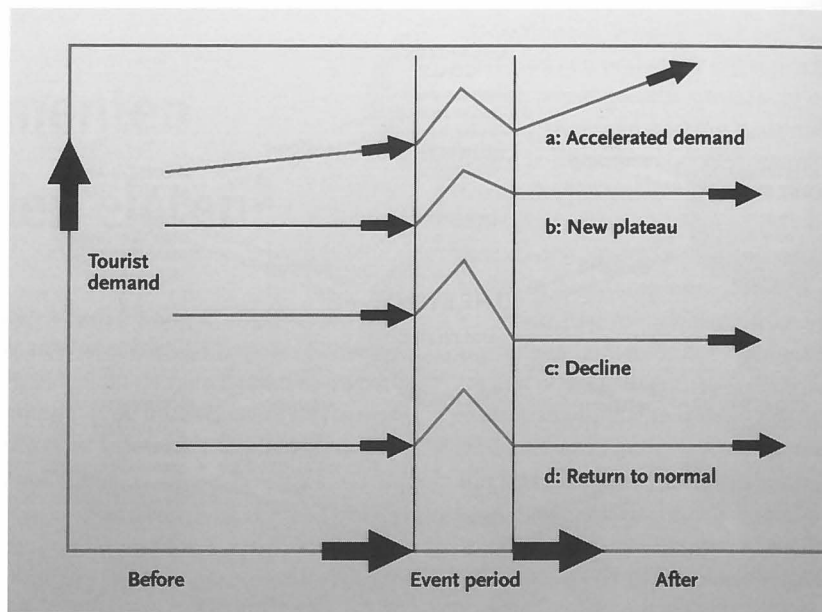 a: Accelerated demand
b: New plateau
Tourist
demand
c: Decline
d: Return to normal
Before
Event period
After